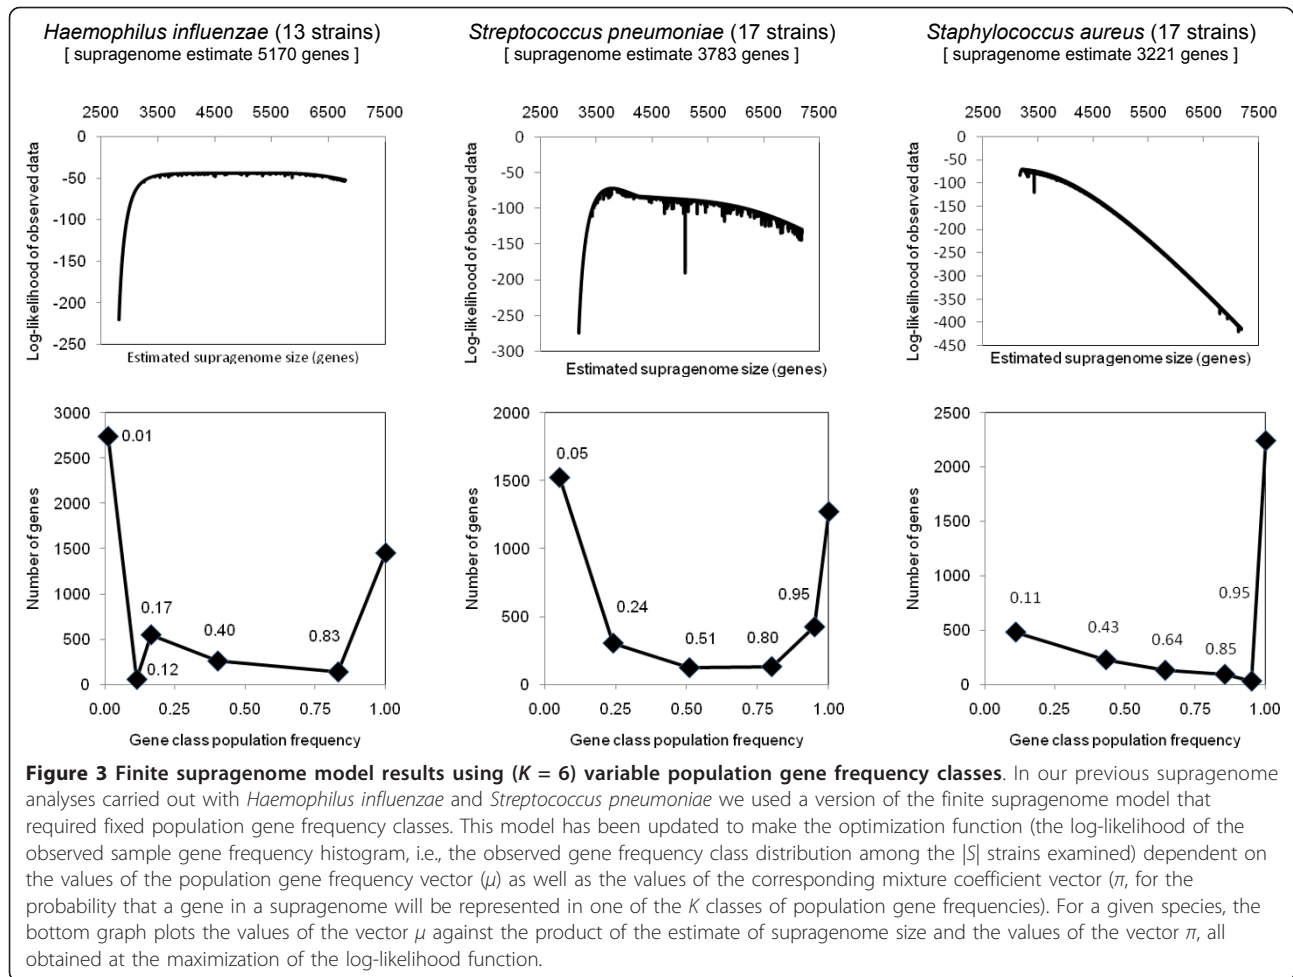 Haemophilus influenzae (13 strains)
[ supragenome estimate 5170 genes ]
2500 3500 4500 5500 6500 7500
0
-50
-100
-150
-200
-250
Log-likelihood of observed data
Estimated supragenome size (genes)
Streptococcus pneumoniae (17 strains)
[ supragenome estimate 3783 genes ]
2500 3500 4500 5500 6500 7500
0
-50
-100
-150
-200
-250
-300
Log-likelihood of observed data
Estimated supragenome size (genes)
Staphylococcus aureus (17 strains)
[ supragenome estimate 3221 genes ]
2500 3500 4500 5500 6500 7500
0
-50
-100
-150
-200
-250
-300
-350
-400
-450
Log-likelihood of observed data
Estimated supragenome size (genes)
3000
2500
2000
1500
1000
500
0
Number of genes
0.01
0.17
0.12
0.40
0.83
0.00 0.25 0.50 0.75 1.00
Gene class population frequency
2000
1500
1000
500
0
Number of genes
0.05
0.24
0.51
0.80
0.95
0.00 0.25 0.50 0.75 1.00
Gene class population frequency
2500
2000
1500
1000
500
0
Number of genes
0.11
0.43
0.64
0.85
0.95
0.00 0.25 0.50 0.75 1.00
Gene class population frequency
Figure 3 Finite supragenome model results using (K = 6) variable population gene frequency classes. In our previous supragenome
analyses carried out with Haemophilus influenzae and Streptococcus pneumoniae we used a version of the finite supragenome model that
required fixed population gene frequency classes. This model has been updated to make the optimization function (the log-likelihood of the
observed sample gene frequency histogram, i.e., the observed gene frequency class distribution among the |S| strains examined) dependent on
the values of the population gene frequency vector (μ) as well as the values of the corresponding mixture coefficient vector (π, for the
probability that a gene in a supragenome will be represented in one of the K classes of population gene frequencies). For a given species, the
bottom graph plots the values of the vector μ against the product of the estimate of supragenome size and the values of the vector π, all
obtained at the maximization of the log-likelihood function.